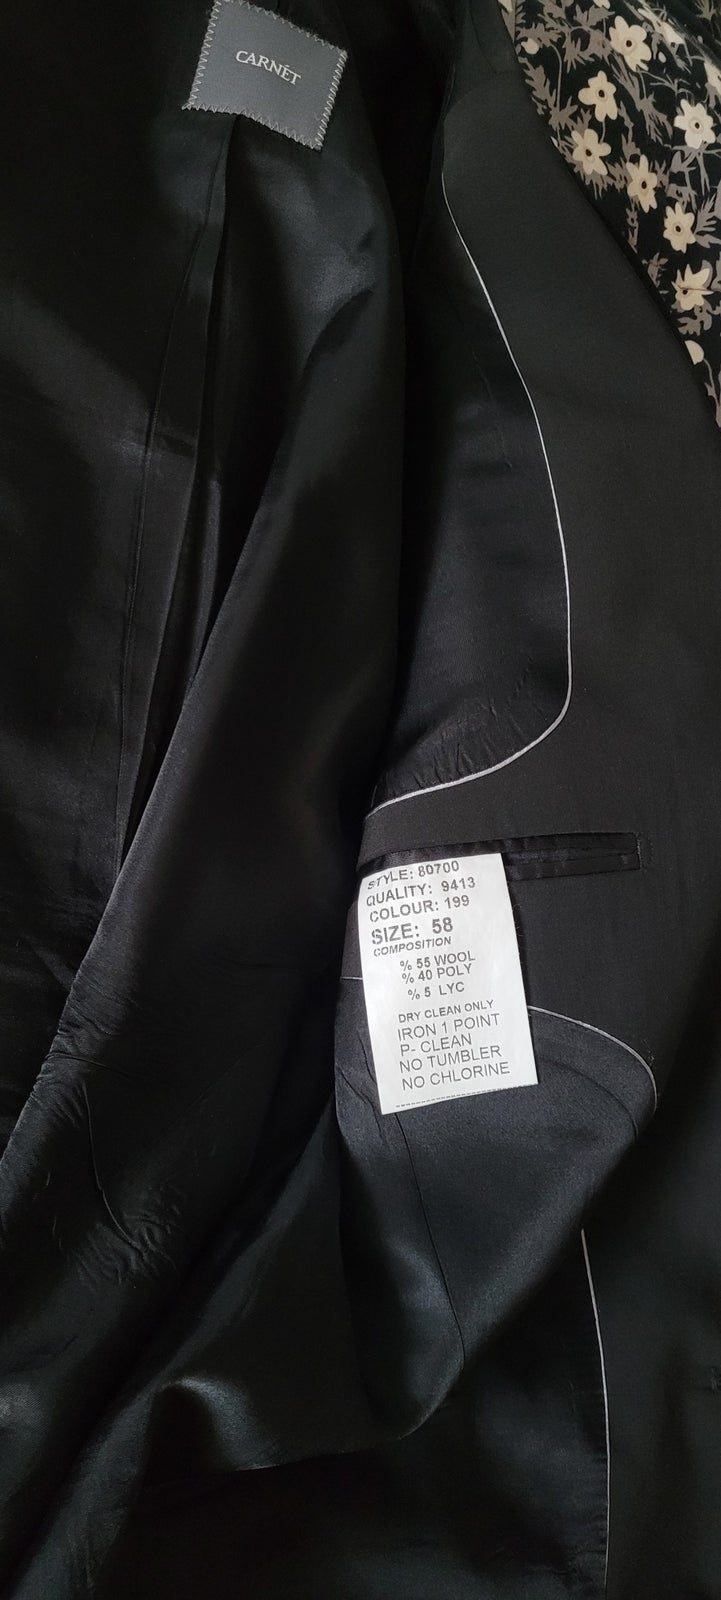 CARNÉT
STYLE: 80700
QUALITY: 9413
COLOUR: 199
SIZE: 58
COMPOSITION
% 55 WOOL
% 40 POLY
% 5 LYC
DRY CLEAN ONLY
IRON 1 POINT
P- CLEAN
NO TUMBLER
NO CHLORINE